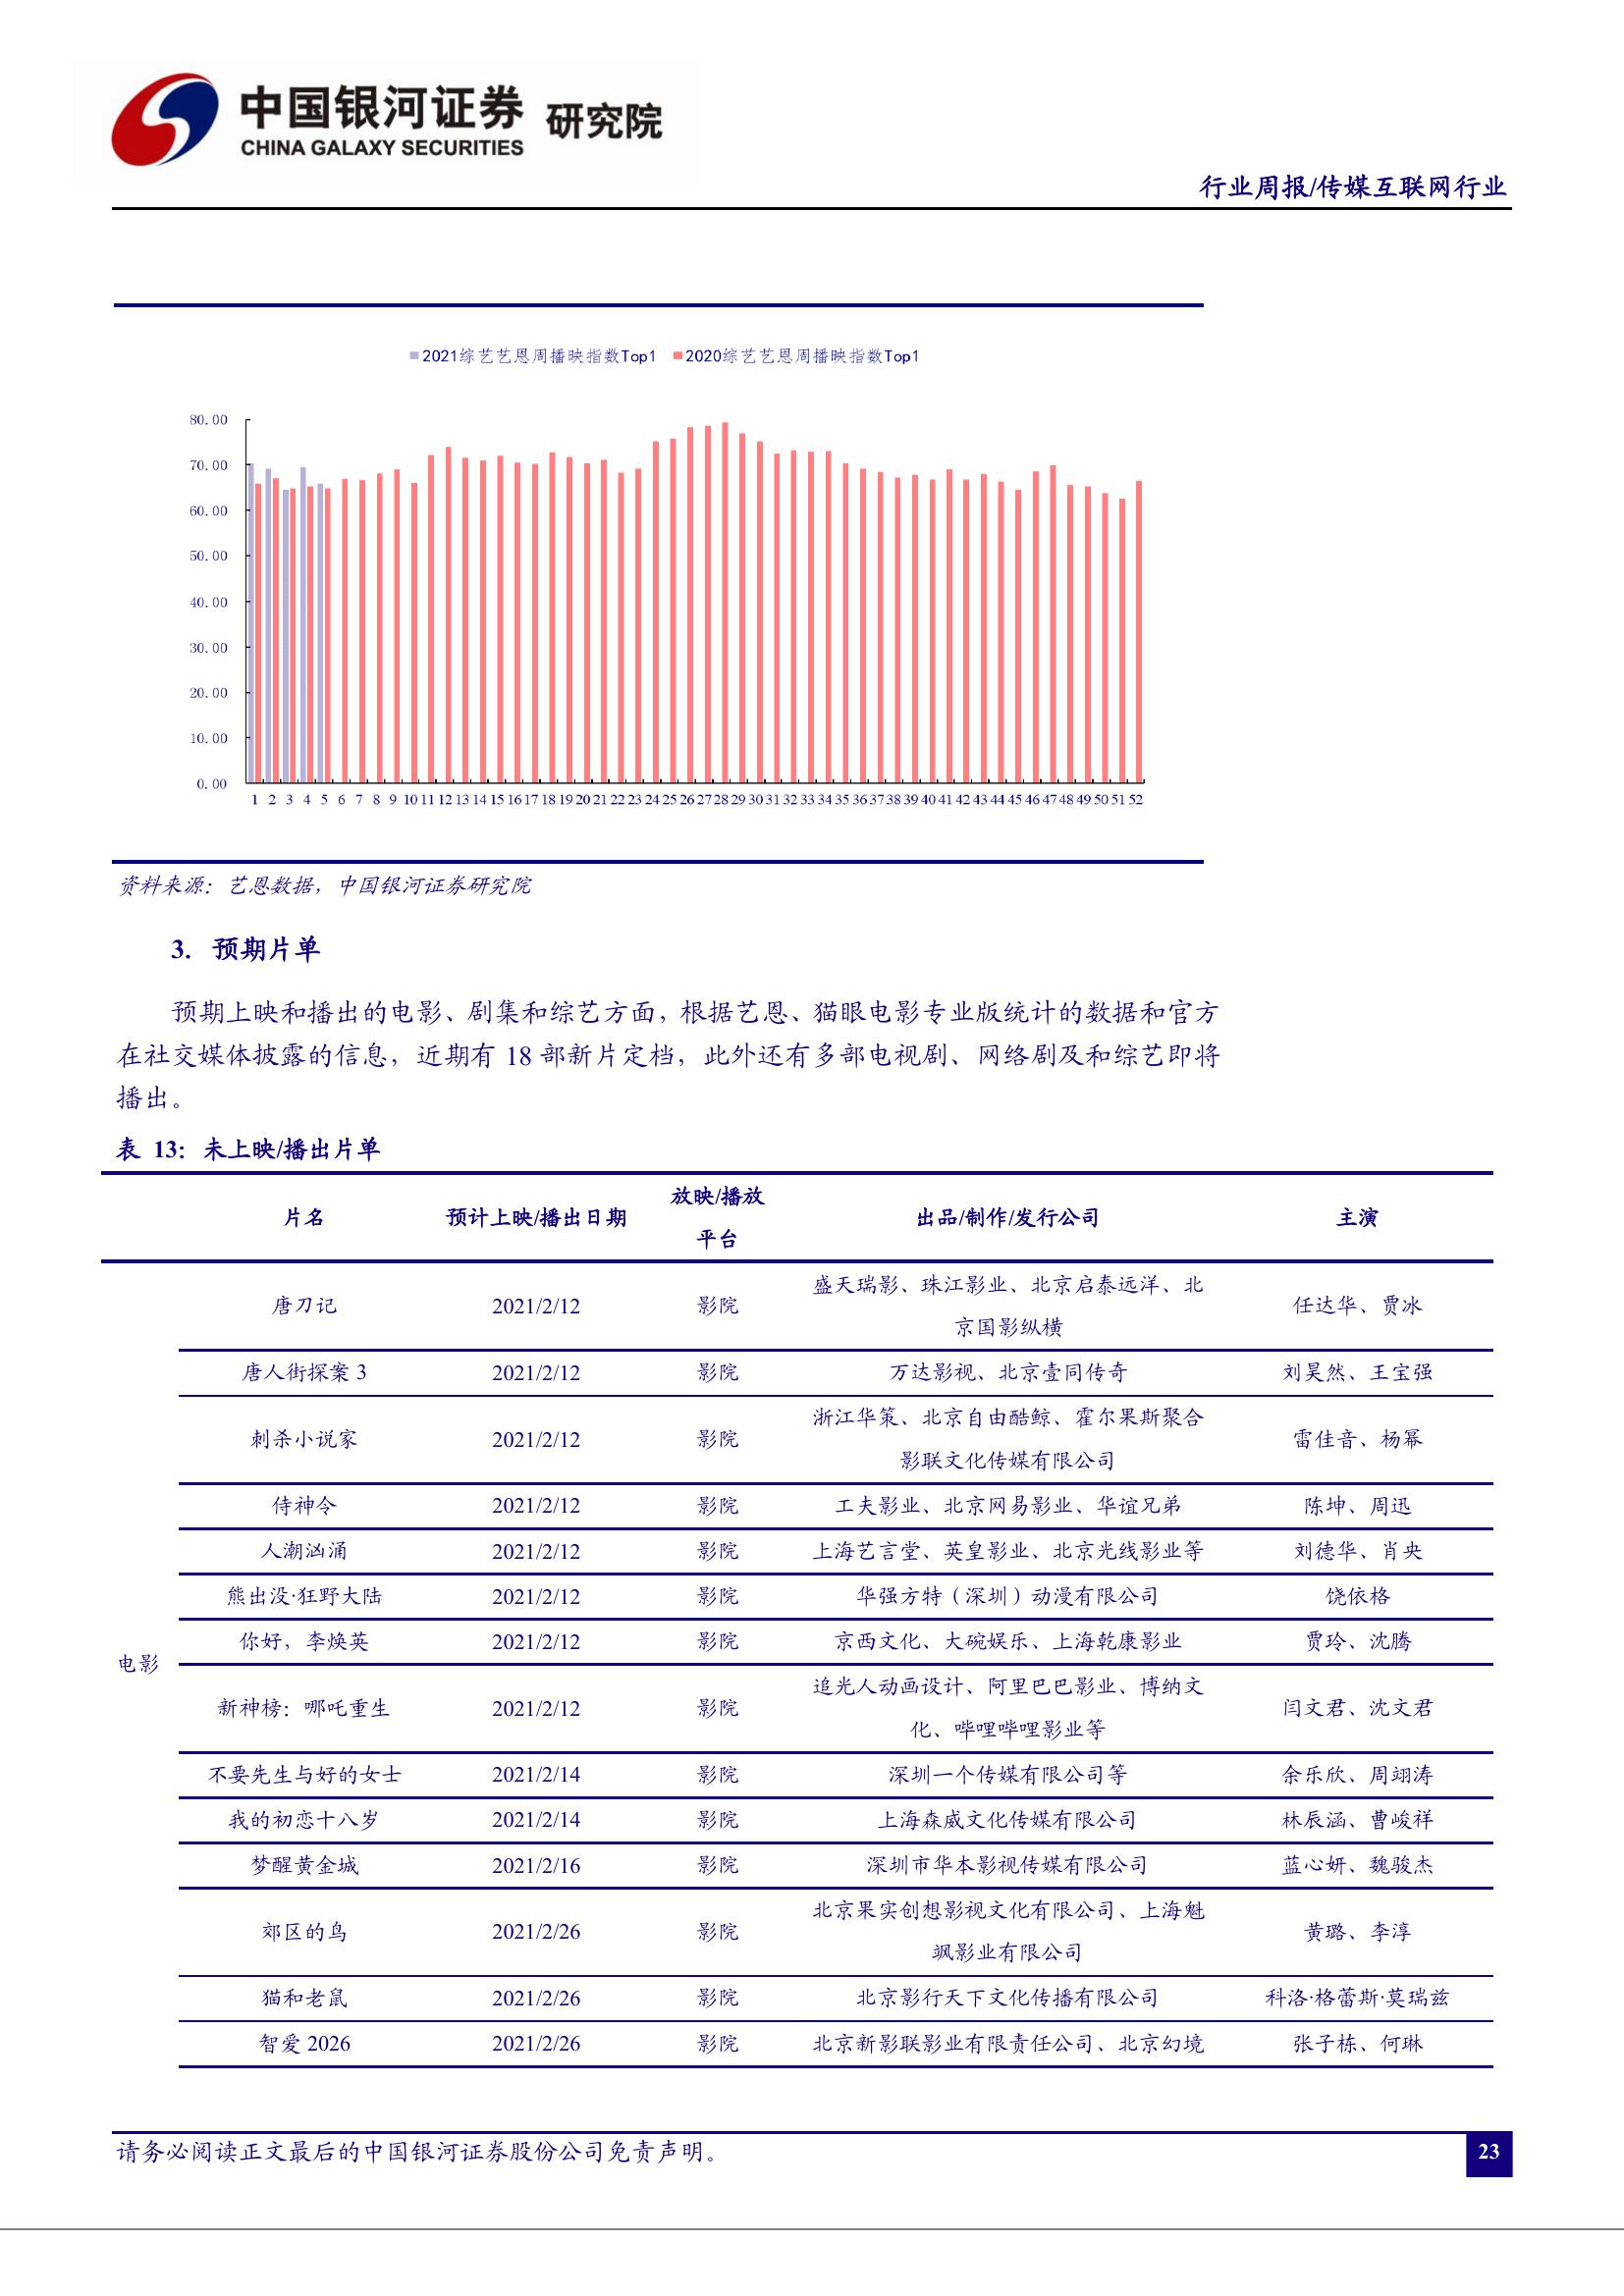 中国银河证券 研究院
CHINA GALAXY SECURITIES
行业周报/传媒互联网行业
2021综艺艺恩周播映指数Top1 2020综艺艺恩周播映指数Top1
80.00
70.00
60.00
50.00
40.00
30.00
20.00
10.00
0.00
1 2 3 4 5 6 7 8 9 10 11 12 13 14 15 16 17 18 19 20 21 22 23 24 25 26 27 28 29 30 31 32 33 34 35 36 37 38 39 40 41 42 43 44 45 46 47 48 49 50 51 52
资料来源：艺恩数据，中国银河证券研究院
3. 预期片单
预期上映和播出的电影、剧集和综艺方面，根据艺恩、猫眼电影专业版统计的数据和官方
在社交媒体披露的信息，近期有 18 部新片定档，此外还有多部电视剧、网络剧及和综艺即将
播出。
表 13：未上映/播出片单
片名 预计上映/播出日期 放映/播放 出品/制作/发行公司 主演
平台
电影
唐刀记 2021/2/12 影院 盛天瑞影、珠江影业、北京启泰远洋、北 任达华、贾冰
京国影纵横
唐人街探案 3 2021/2/12 影院 万达影视、北京壹同传奇 刘昊然、王宝强
刺杀小说家 2021/2/12 影院 浙江华策、北京自由酷鲸、霍尔果斯聚合 雷佳音、杨幂
影联文化传媒有限公司
侍神令 2021/2/12 影院 工夫影业、北京网易影业、华谊兄弟 陈坤、周迅
人潮汹涌 2021/2/12 影院 上海艺言堂、英皇影业、北京光线影业等 刘德华、肖央
熊出没·狂野大陆 2021/2/12 影院 华强方特（深圳）动漫有限公司 饶依格
你好，李焕英 2021/2/12 影院 京西文化、大碗娱乐、上海乾康影业 贾玲、沈腾
新神榜：哪吒重生 2021/2/12 影院 追光人动画设计、阿里巴巴影业、博纳文 闫文君、沈文君
化、哔哩哔哩影业等
不要先生与好的女士 2021/2/14 影院 深圳一个传媒有限公司等 余乐欣、周翊涛
我的初恋十八岁 2021/2/14 影院 上海森威文化传媒有限公司 林辰涵、曹峻祥
梦醒黄金城 2021/2/16 影院 深圳市华本影视传媒有限公司 蓝心妍、魏骏杰
郊区的鸟 2021/2/26 影院 北京果实创想影视文化有限公司、上海魁 黄璐、李淳
飒影业有限公司
猫和老鼠 2021/2/26 影院 北京影行天下文化传播有限公司 科洛·格蕾斯·莫瑞兹
智爱 2026 2021/2/26 影院 北京新影联影业有限责任公司、北京幻境 张子栋、何琳
请务必阅读正文最后的中国银河证券股份公司免责声明。
23